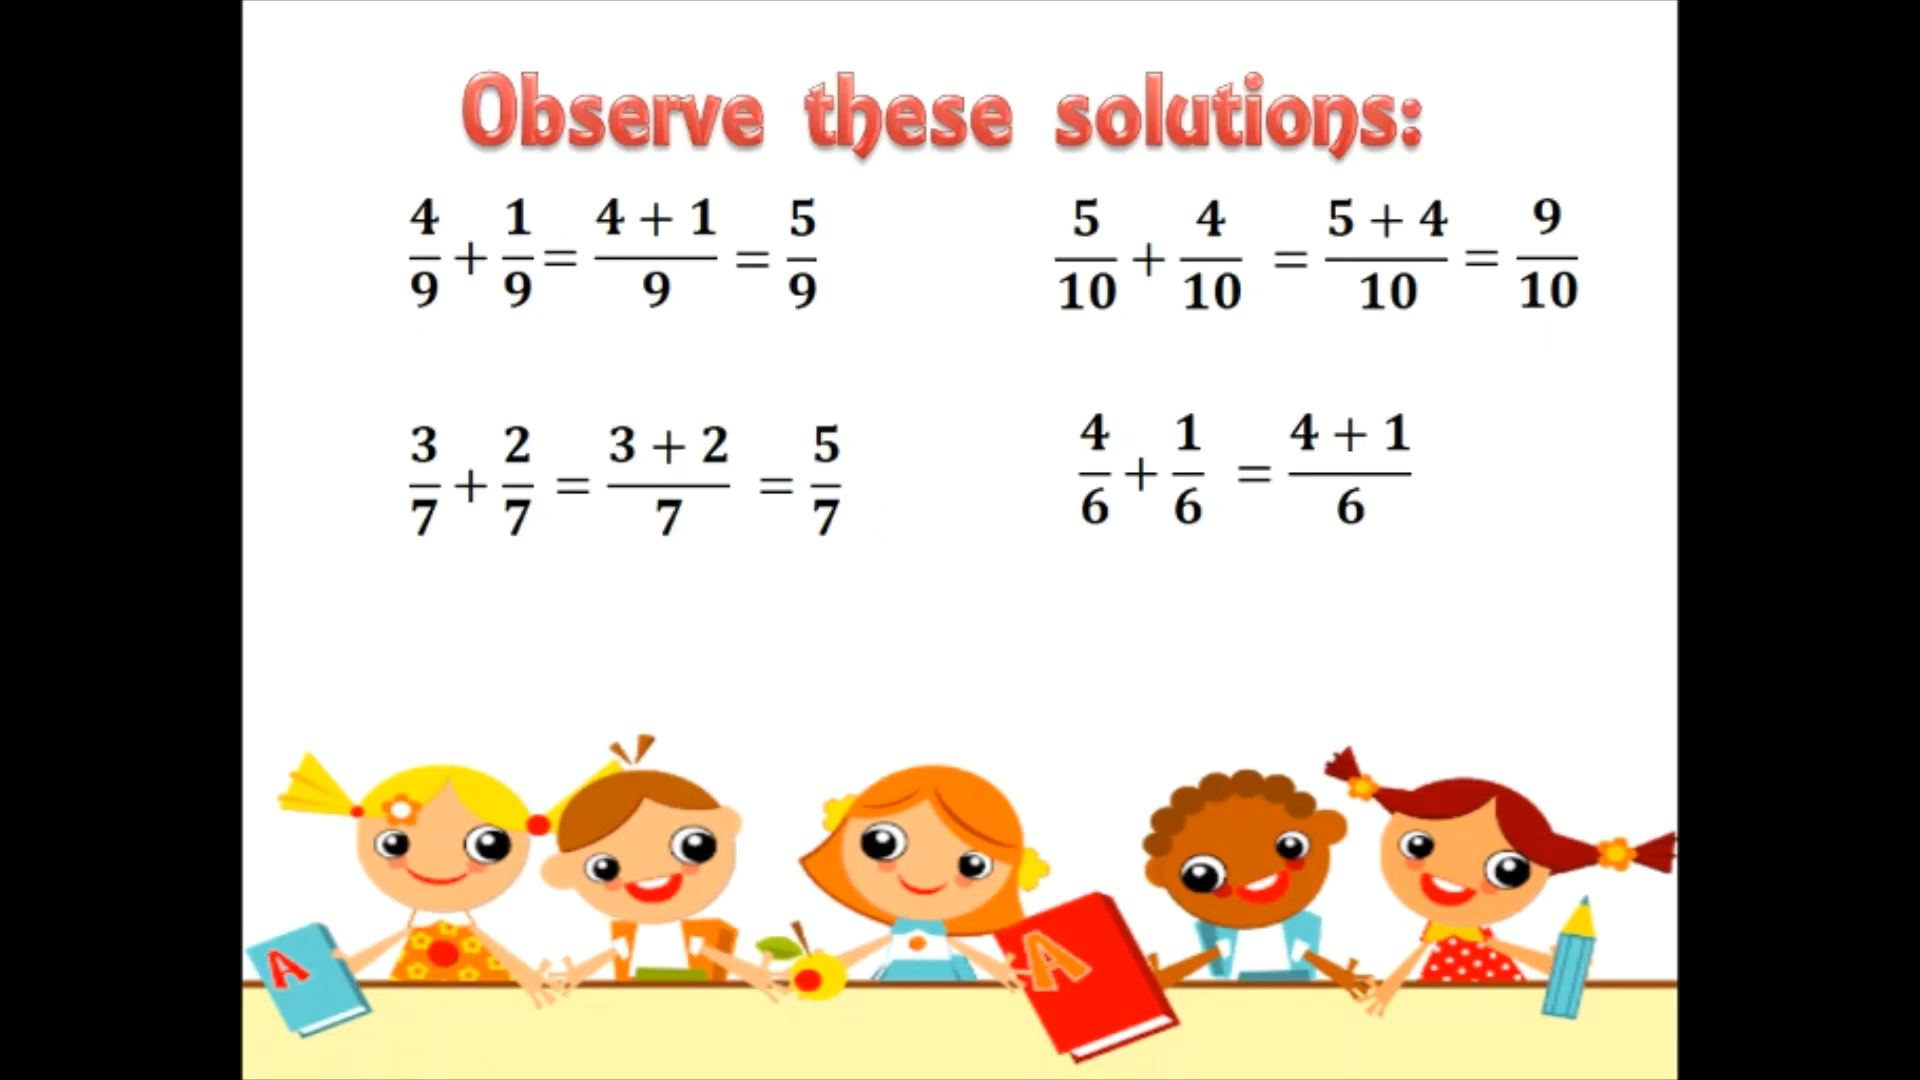 Observe these solutions:
4/9 + 1/9 = (4 + 1)/9 = 5/9
5/10 + 4/10 = (5 + 4)/10 = 9/10
3/7 + 2/7 = (3 + 2)/7 = 5/7
4/6 + 1/6 = (4 + 1)/6
A
A